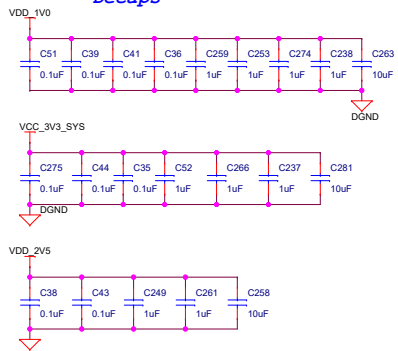 Decaps
VDD_1V0
C51 C39 C41 C36 C259 C253 C274 C238 C263
0.1uF 0.1uF 0.1uF 0.1uF 1uF 1uF 1uF 1uF 10uF
DGND
VCC_3V3_SYS
C275 C44 C35 C52 C266 C237 C281
0.1uF 0.1uF 0.1uF 1uF 1uF 1uF 10uF
DGND
VDD_2V5
C38 C43 C249 C261 C258
0.1uF 0.1uF 1uF 1uF 10uF